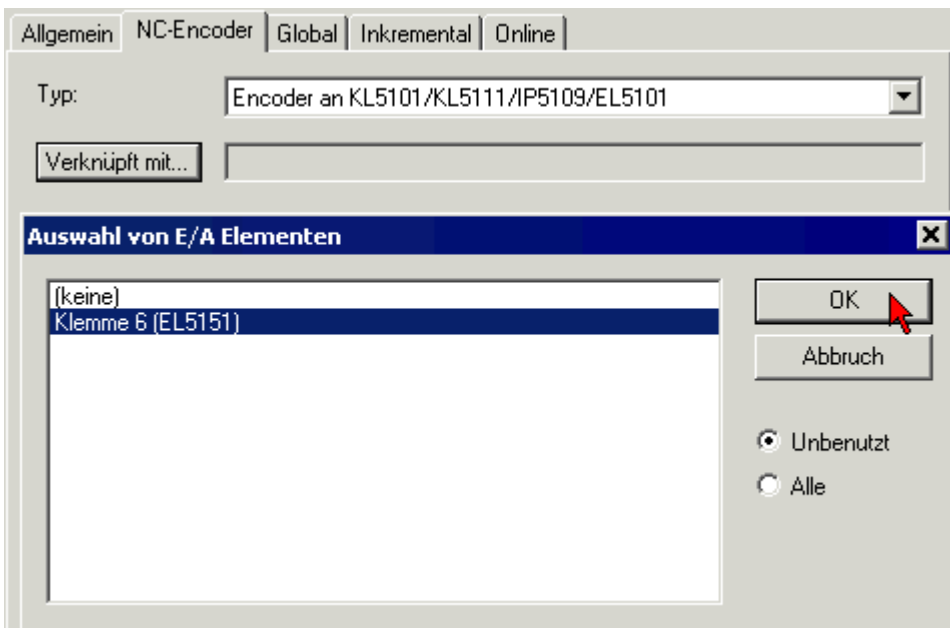 Allgemein NC-Encoder Global Inkremental Online
Typ: Encoder an KL5101/KL5111/IP5109/EL5101
Verknüpft mit...
Auswahl von E/A Elementen
(keine)
Klemme 6 (EL5151)
OK
Abbruch
Unbenutzt
Alle